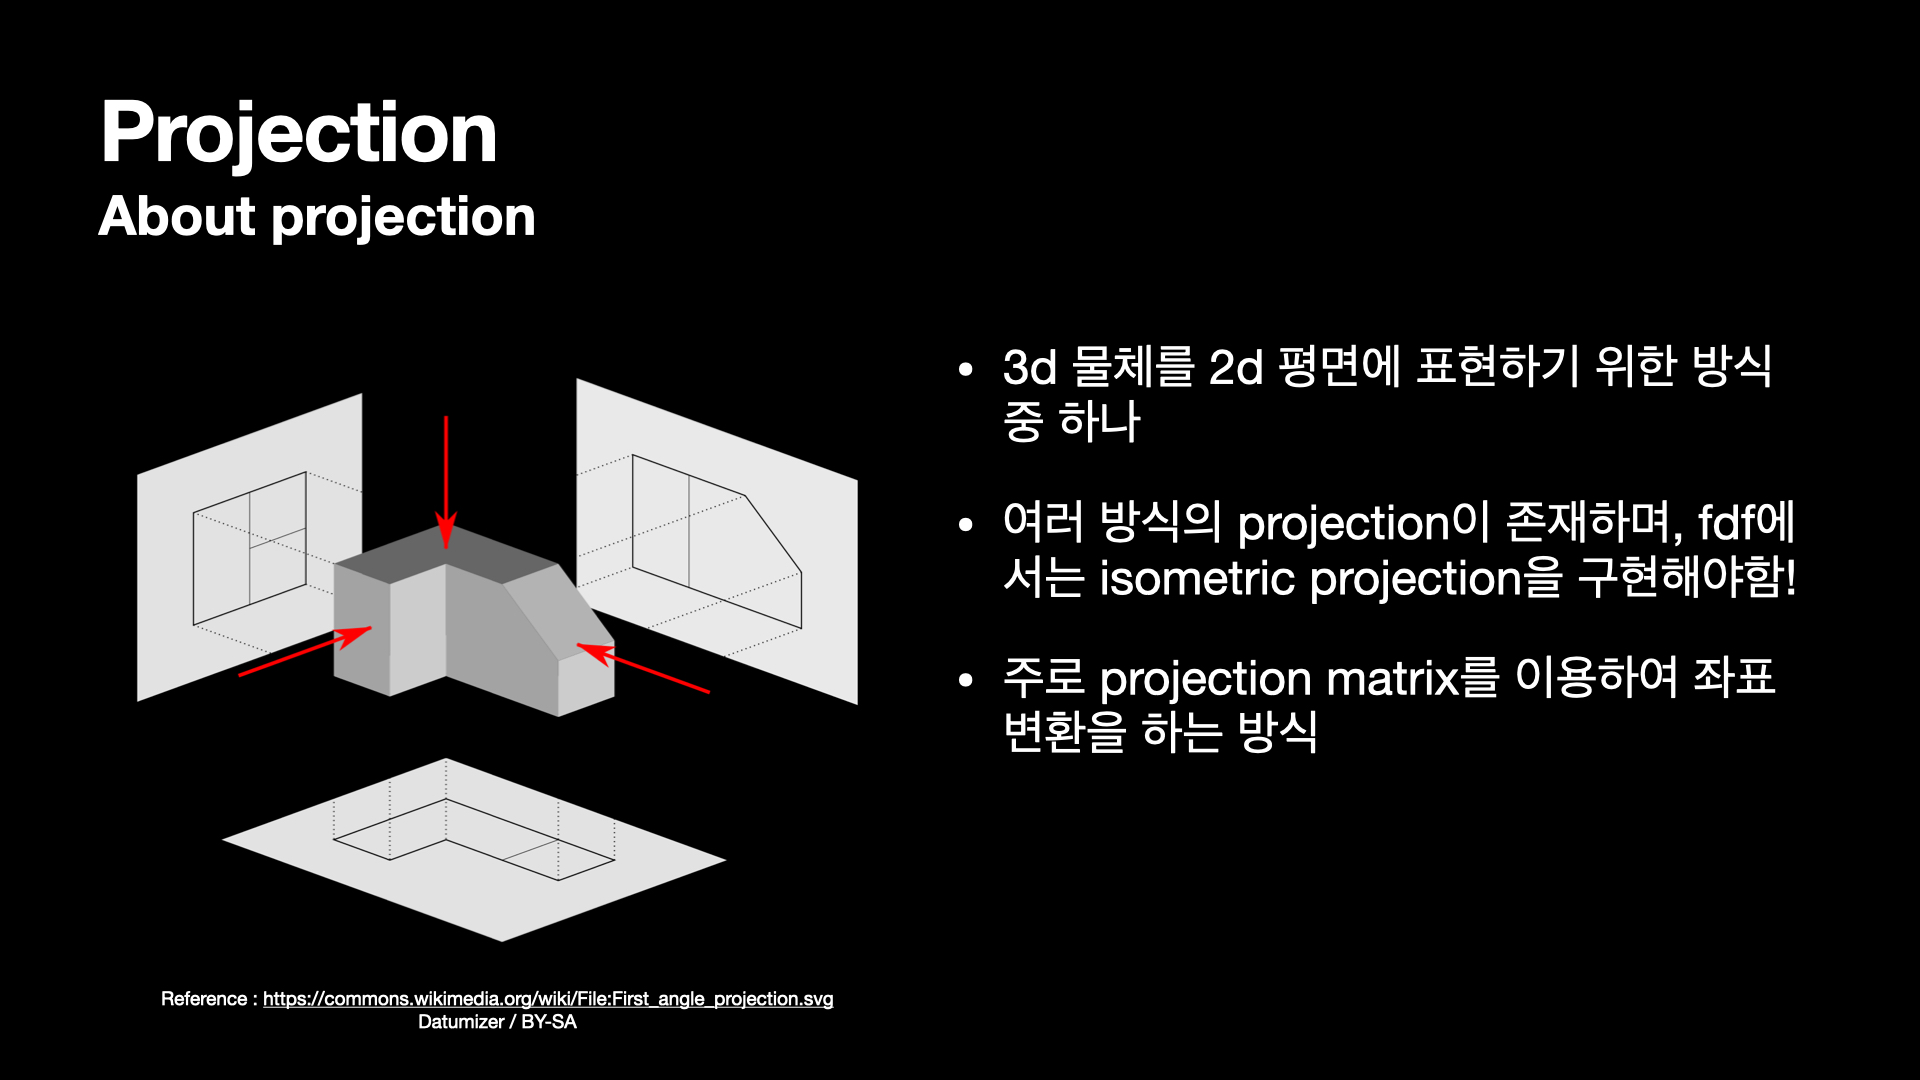 Projection
About projection
• 3d 물체를 2d 평면에 표현하기 위한 방식
중 하나
• 여러 방식의 projection이 존재하며, fdf에
서는 isometric projection을 구현해야함!
• 주로 projection matrix를 이용하여 좌표
변환을 하는 방식
Reference : https://commons.wikimedia.org/wiki/File:First_angle_projection.svg
Datumizer / BY-SA